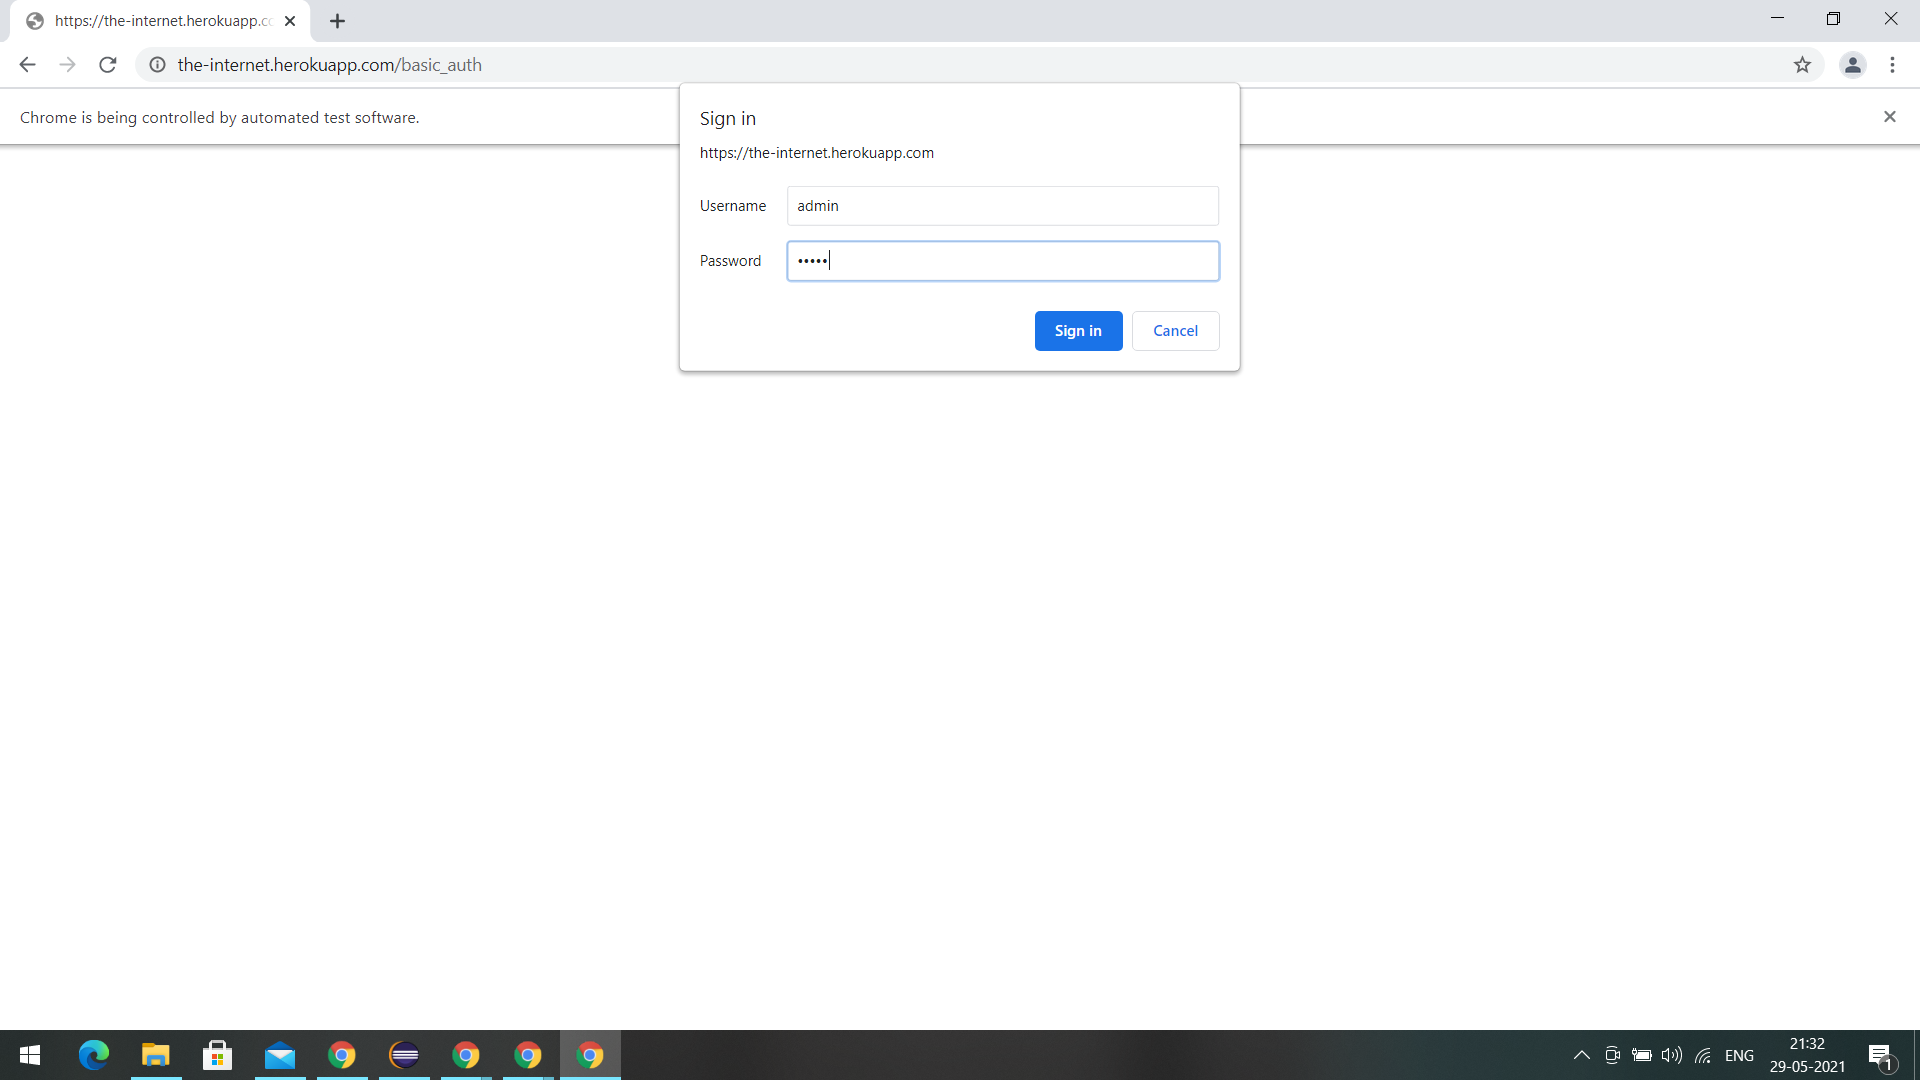 https://the-internet.herokuapp.co
the-internet.herokuapp.com/basic_auth
Chrome is being controlled by automated test software.
Sign in
https://the-internet.herokuapp.com
Username admin
Password •••••
Sign in Cancel
ENG
21:32
29-05-2021
1